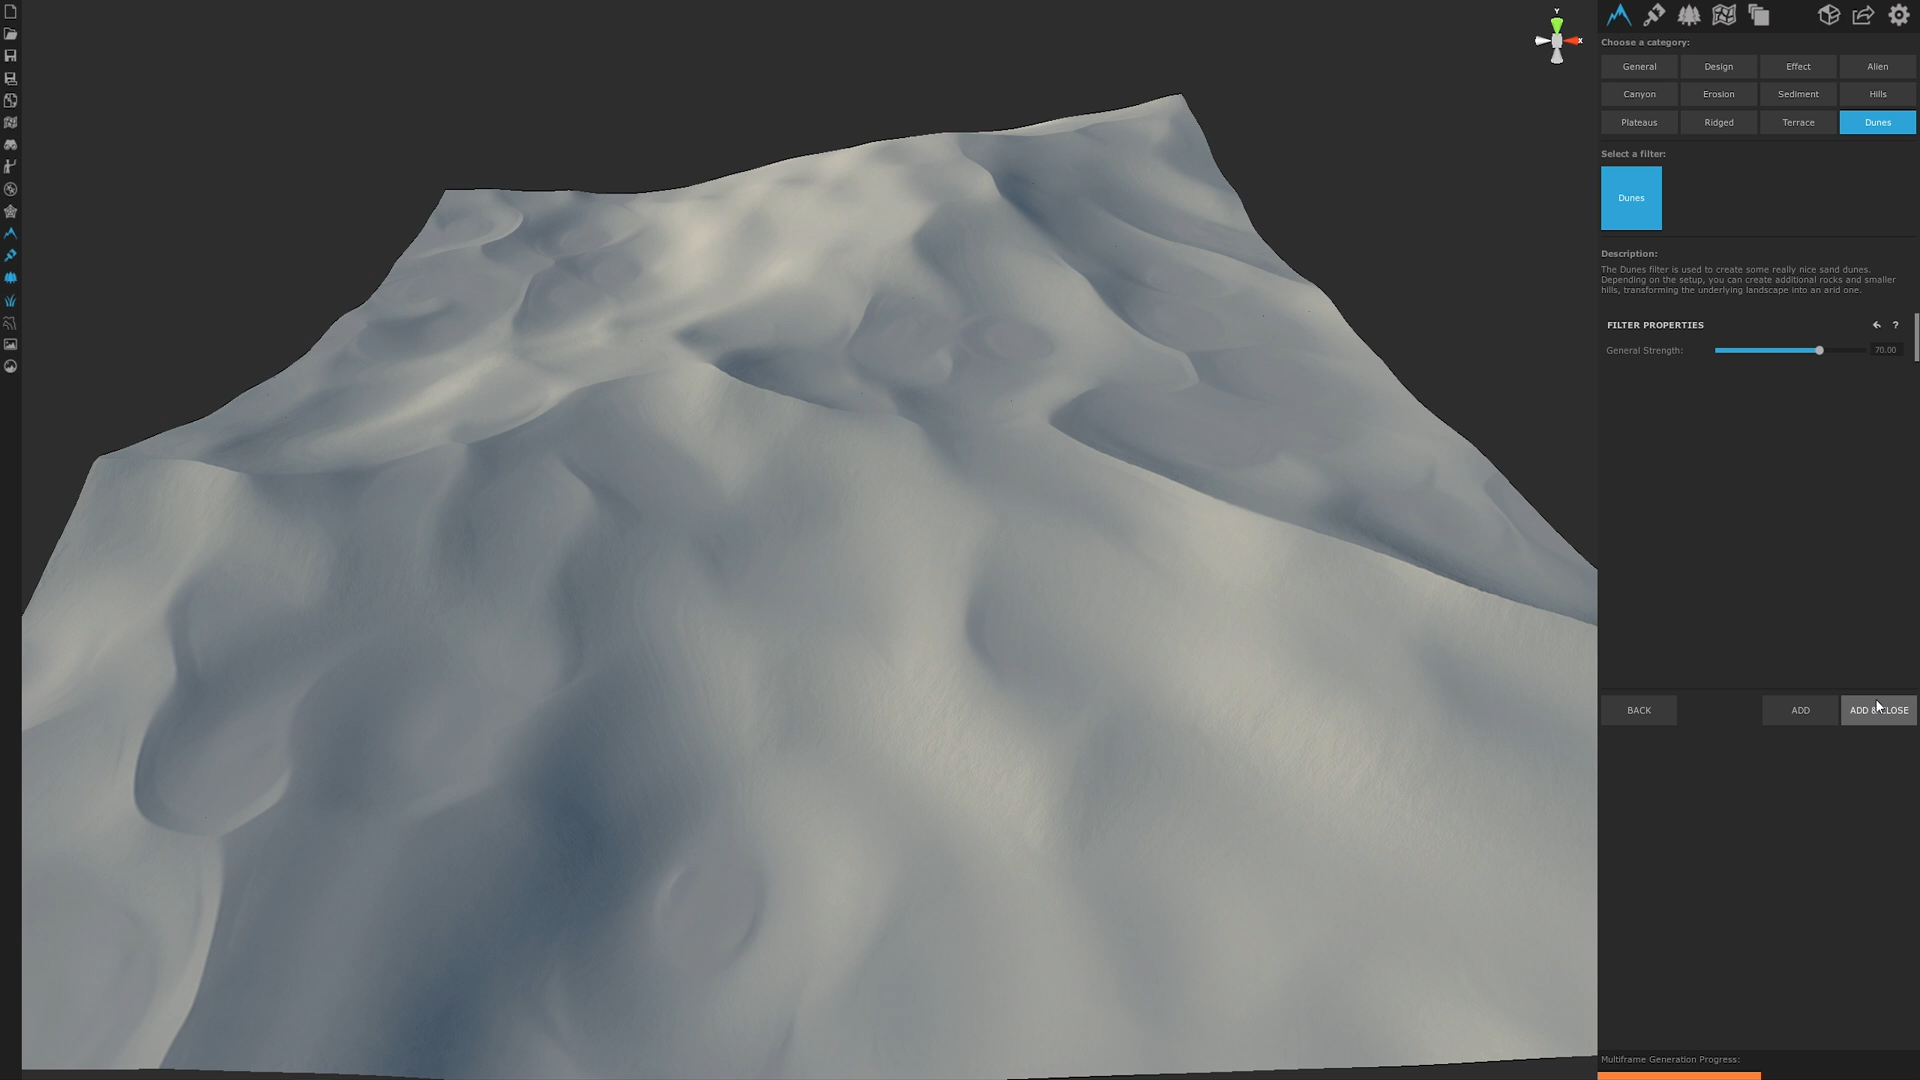 Y
x
Choose a category:
General Design Effect Alien
Canyon Erosion Sediment Hills
Plateaus Ridged Terrace Dunes
Select a filter:
Dunes
Description:
The Dunes filter is used to create some really nice sand dunes.
Depending on the setup, you can create additional rocks and smaller
hills, transforming the underlying landscape into an arid one.
FILTER PROPERTIES ?
General Strength: 70.00
BACK ADD ADD & CLOSE
Multiframe Generation Progress: